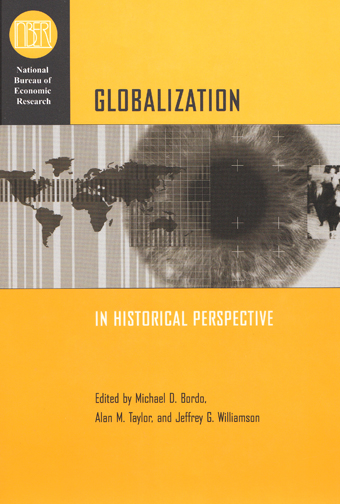 NBER
National
Bureau of
Economic
Research
GLOBALIZATION
IN HISTORICAL PERSPECTIVE
Edited by Michael D. Bordo,
Alan M. Taylor, and Jeffrey G. Williamson